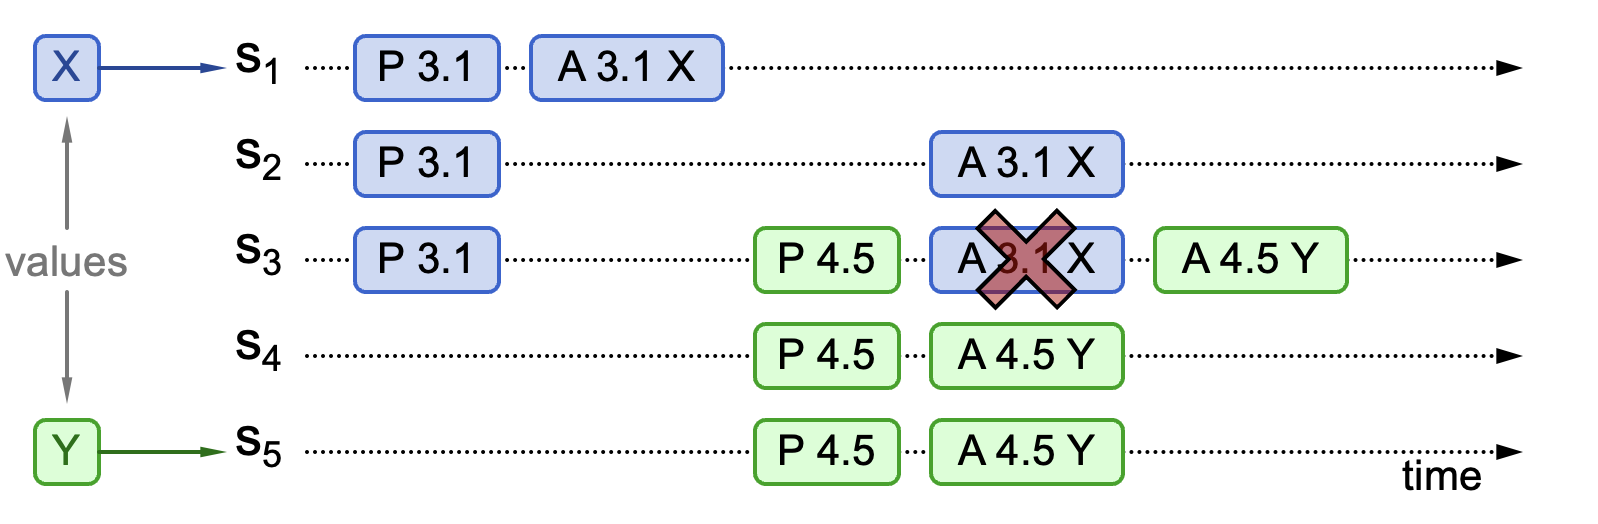 X S1 P 3.1 A 3.1 X
S2 P 3.1 A 3.1 X
values S3 P 3.1 P 4.5 A 3.1 X A 4.5 Y
S4 P 4.5 A 4.5 Y
Y S5 P 4.5 A 4.5 Y
time